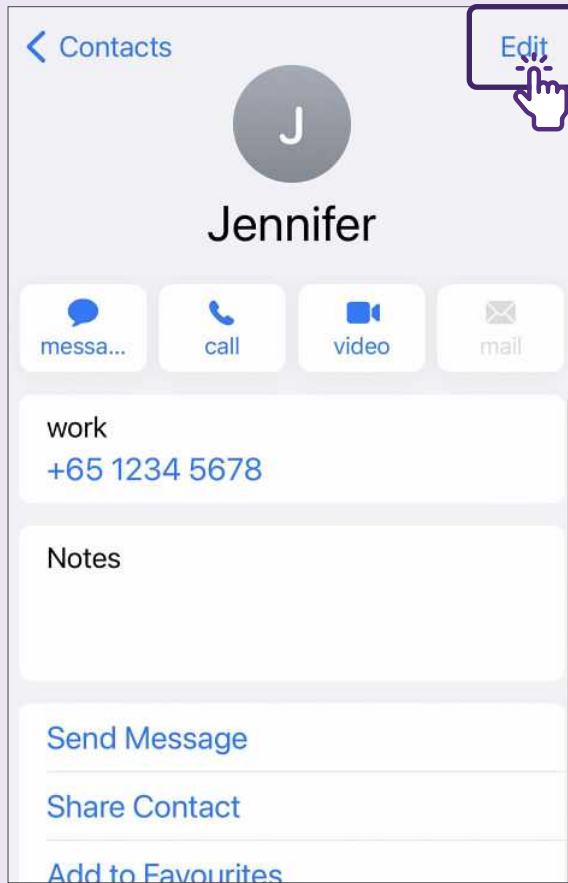 Contacts
Edit
J
Jennifer
messa...
call
video
mail
work
+65 1234 5678
Notes
Send Message
Share Contact
Add to Favourites